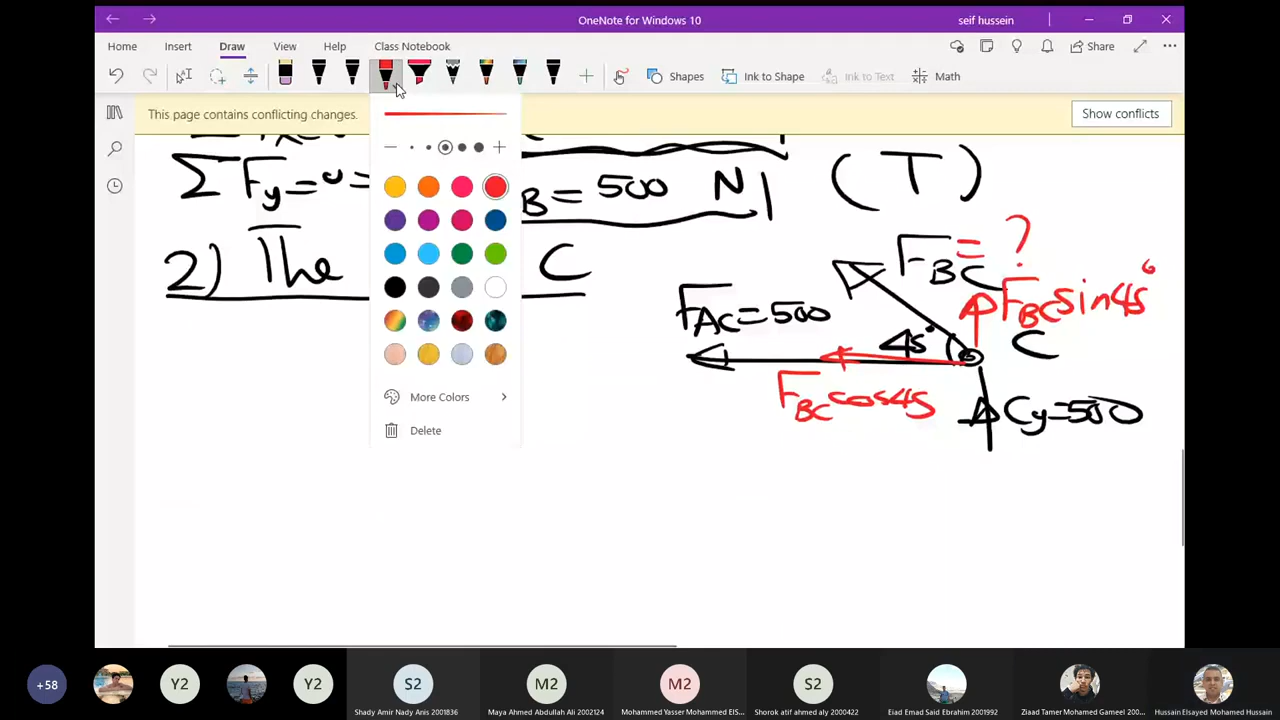 OneNote for Windows 10
seif hussein
Home Insert Draw View Help Class Notebook
Share
Shapes Ink to Shape Ink to Text Math
This page contains conflicting changes.
Show conflicts
ΣFy=0= B= 500 N (T)
2) The C
FBC= ?
FAC=500
FBCsin45°
45° C
FBCcos45
Cy=500
More Colors
Delete
+58 Y2 Y2 S2 M2 M2 S2
Shady Amir Nady Anis 2001836 Maya Ahmed Abdullah Ali 2002124 Mohammed Yasser Mohammed ElS... Shorok atif ahmed aly 2000422 Eiad Emad Said Ebrahim 2001992 Ziaad Tamer Mohamed Gameel 200... Hussain Elsayed Mohamed Hussain